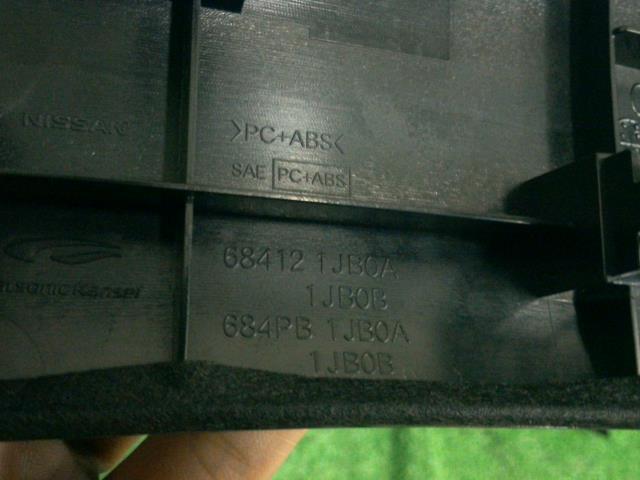 NISSAN
>PC+ABS<
SAE PC+ABS
68412 1JB0A
1JB0B
684PB 1JB0A
1JB0B